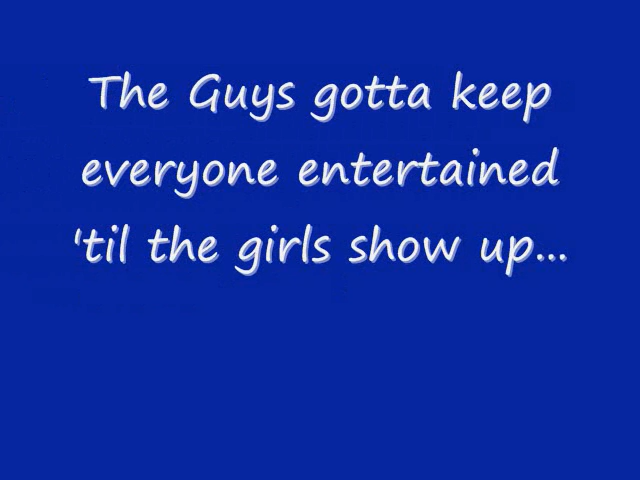 The Guys gotta keep
everyone entertained
'til the girls show up...